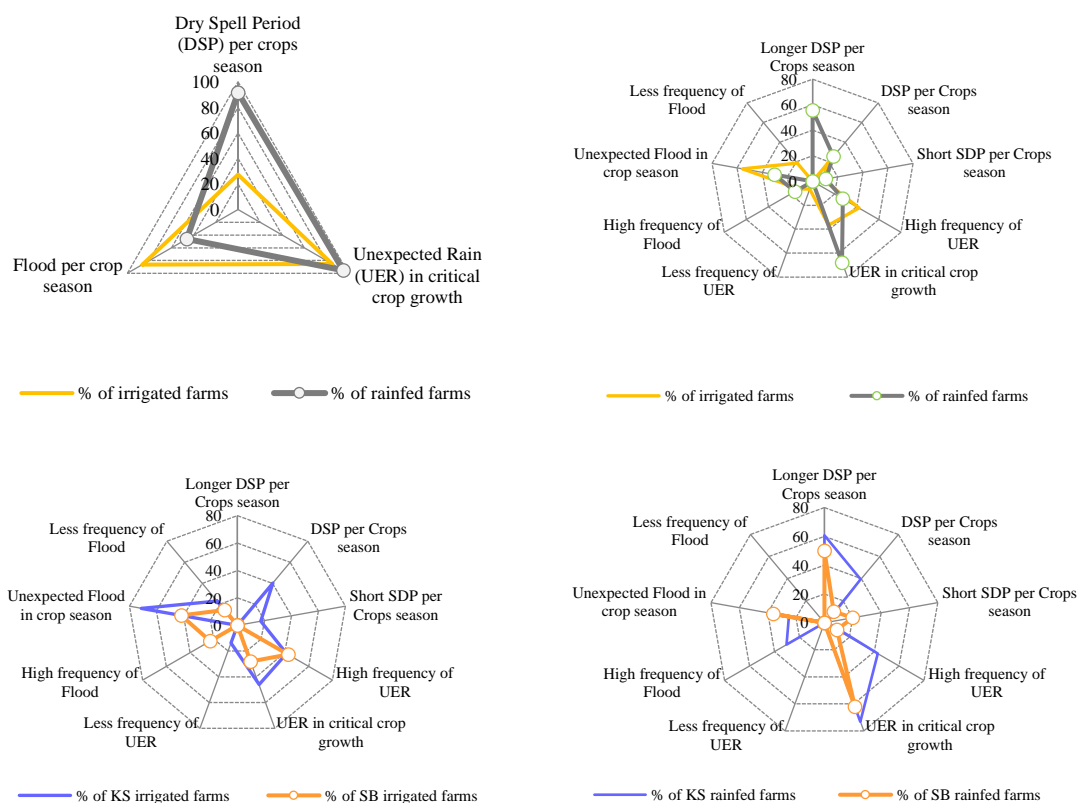 Dry Spell Period
(DSP) per crops
season
100
80
60
40
20
0
Flood per crop
season
Unexpected Rain
(UER) in critical
crop growth
% of irrigated farms
% of rainfed farms
Longer DSP per
Crops season
80
60
40
20
0
DSP per Crops
season
Short SDP per Crops
season
High frequency of
UER
UER in critical crop
growth
Less frequency of
UER
High frequency of
Flood
Unexpected Flood in
crop season
Less frequency of
Flood
% of irrigated farms
% of rainfed farms
Longer DSP per
Crops season
80
60
40
20
0
DSP per Crops
season
Short SDP per
Crops season
High frequency of
UER
UER in critical crop
growth
Less frequency of
UER
High frequency of
Flood
Unexpected Flood
in crop season
Less frequency of
Flood
% of KS irrigated farms
% of SB irrigated farms
Longer DSP per
Crops season
80
60
40
20
0
DSP per Crops
season
Short SDP per Crops
season
High frequency of
UER
UER in critical crop
growth
Less frequency of
UER
High frequency of
Flood
Unexpected Flood in
crop season
Less frequency of
Flood
% of KS rainfed farms
% of SB rainfed farms